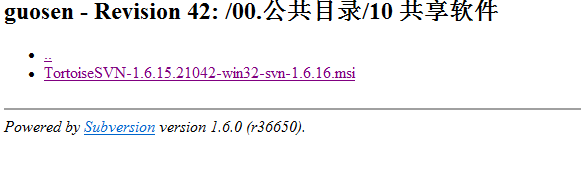 guosen - Revision 42: /00.公共目录/10 共享软件
..
TortoiseSVN-1.6.15.21042-win32-svn-1.6.16.msi
Powered by Subversion version 1.6.0 (r36650).